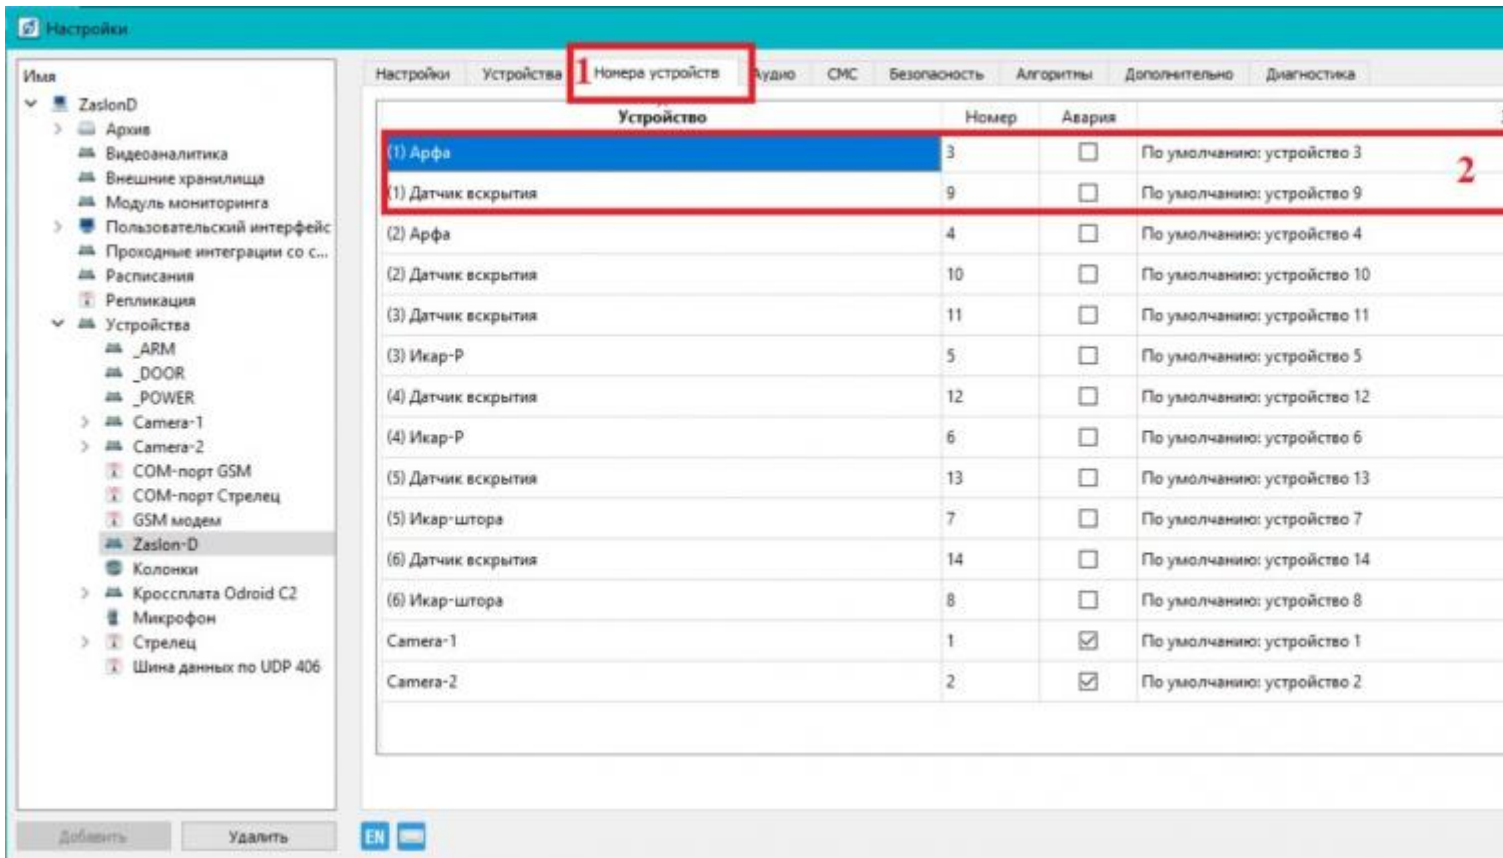 Настройки
Имя
ZaslonD
Архив
Видеоаналитика
Внешние хранилища
Модуль мониторинга
Пользовательский интерфейс
Проходные интеграции со с...
Расписания
Репликация
Устройства
_ARM
_DOOR
_POWER
Camera-1
Camera-2
COM-порт GSM
COM-порт Стрелец
GSM модем
Zaslon-D
Колонки
Кроссплата Odroid C2
Микрофон
Стрелец
Шина данных по UDP 406
Добавить Удалить
Настройки Устройства 1 Номера устройств Аудио СМС Безопасность Алгоритмы Дополнительно Диагностика
Устройство Номер Авария
(1) Арфа 3 По умолчанию: устройство 3
2
(1) Датчик вскрытия 9 По умолчанию: устройство 9
(2) Арфа 4 По умолчанию: устройство 4
(2) Датчик вскрытия 10 По умолчанию: устройство 10
(3) Датчик вскрытия 11 По умолчанию: устройство 11
(3) Икар-Р 5 По умолчанию: устройство 5
(4) Датчик вскрытия 12 По умолчанию: устройство 12
(4) Икар-Р 6 По умолчанию: устройство 6
(5) Датчик вскрытия 13 По умолчанию: устройство 13
(5) Икар-штора 7 По умолчанию: устройство 7
(6) Датчик вскрытия 14 По умолчанию: устройство 14
(6) Икар-штора 8 По умолчанию: устройство 8
Camera-1 1 По умолчанию: устройство 1
Camera-2 2 По умолчанию: устройство 2
EN